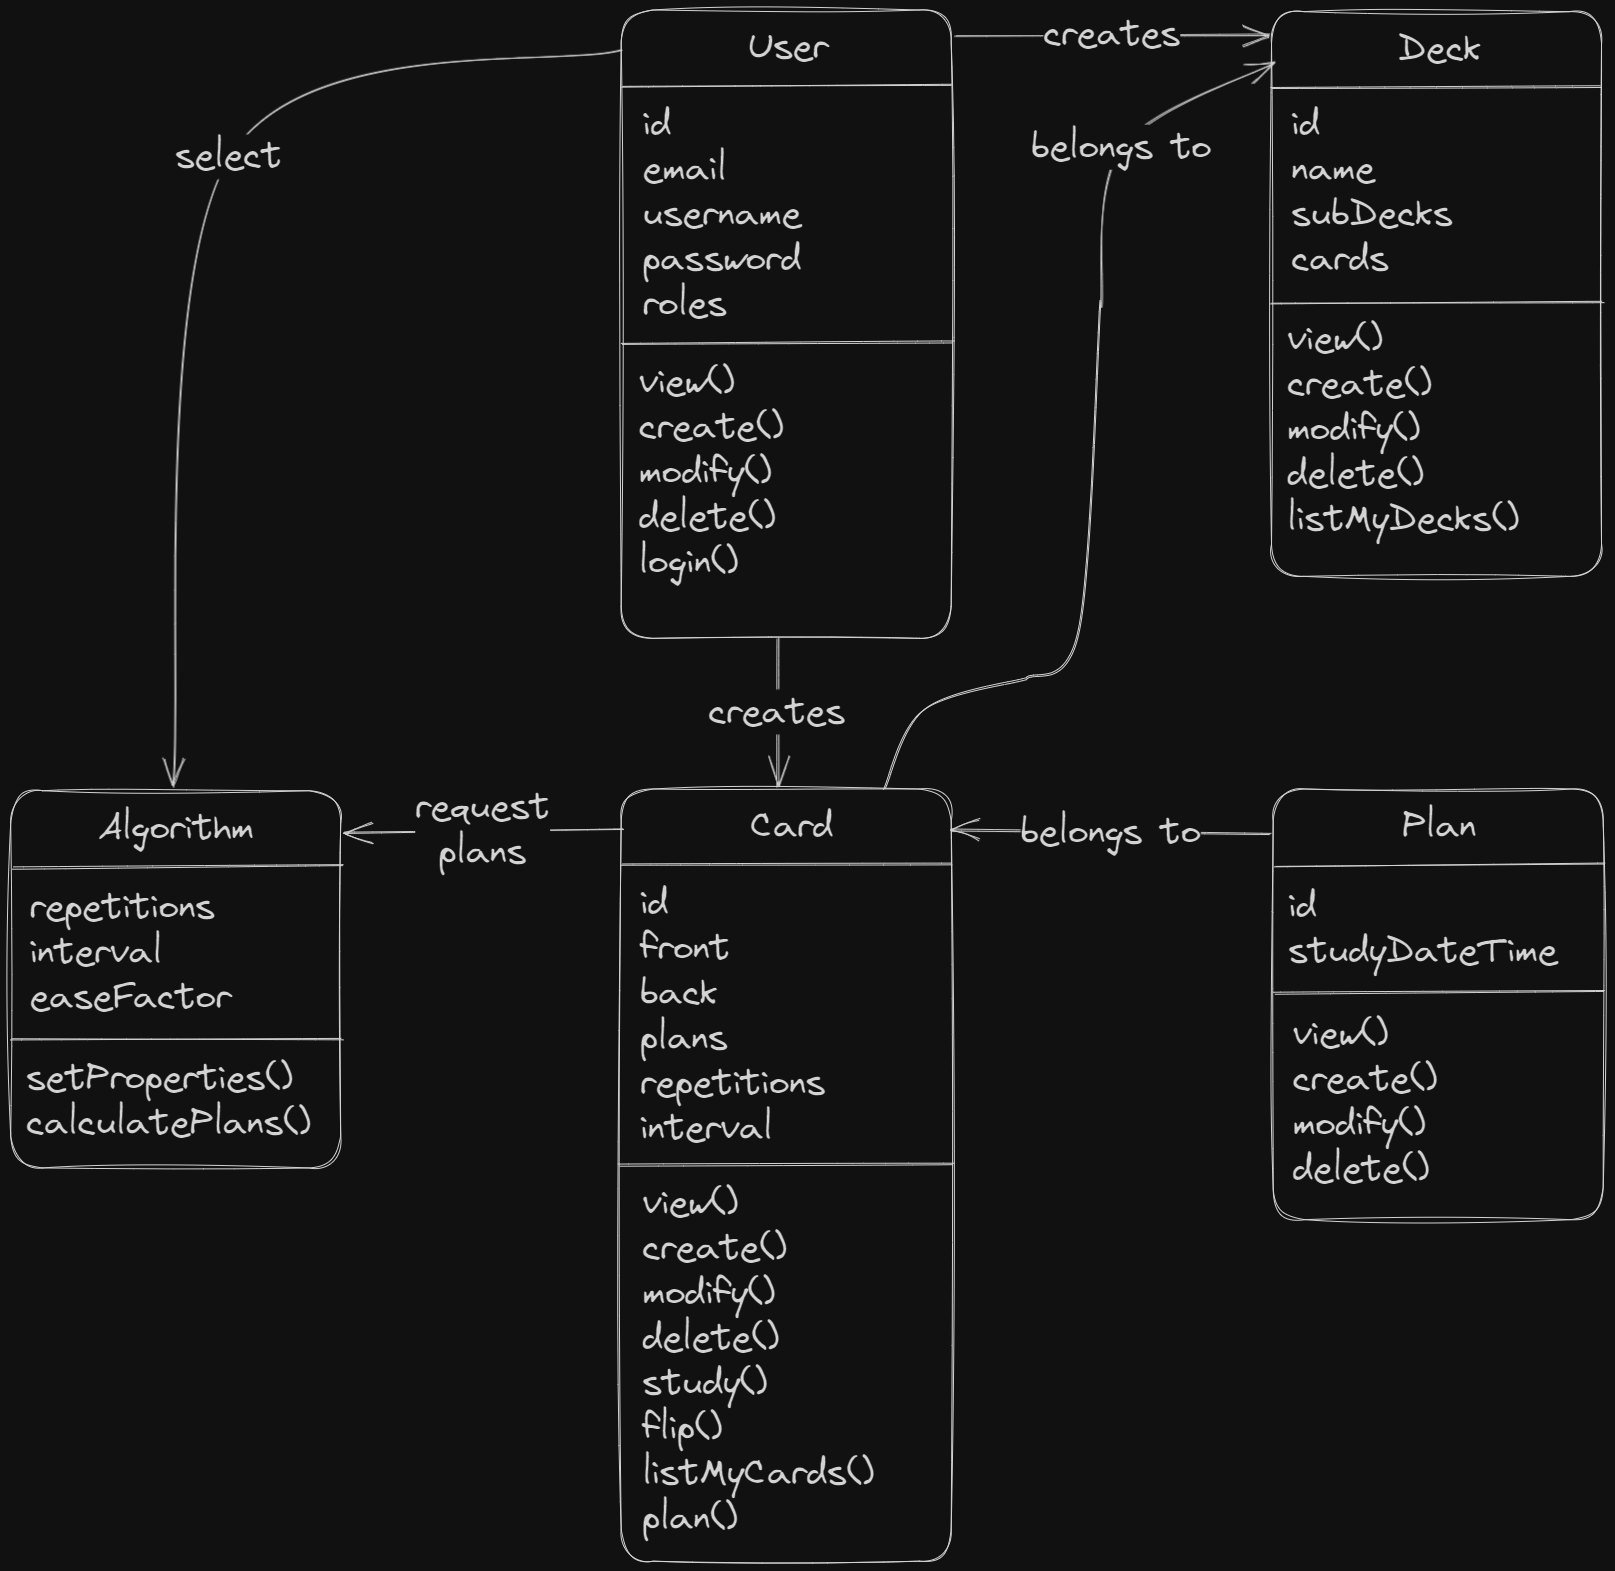 User
id
email
username
password
roles
view()
create()
modify()
delete()
login()
creates
Deck
id
name
subDecks
cards
view()
create()
modify()
delete()
listMyDecks()
belongs to
select
creates
Algorithm
repetitions
interval
easeFactor
setProperties()
calculatePlans()
request
plans
Card
id
front
back
plans
repetitions
interval
view()
create()
modify()
delete()
study()
flip()
listMyCards()
plan()
belongs to
Plan
id
studyDateTime
view()
create()
modify()
delete()